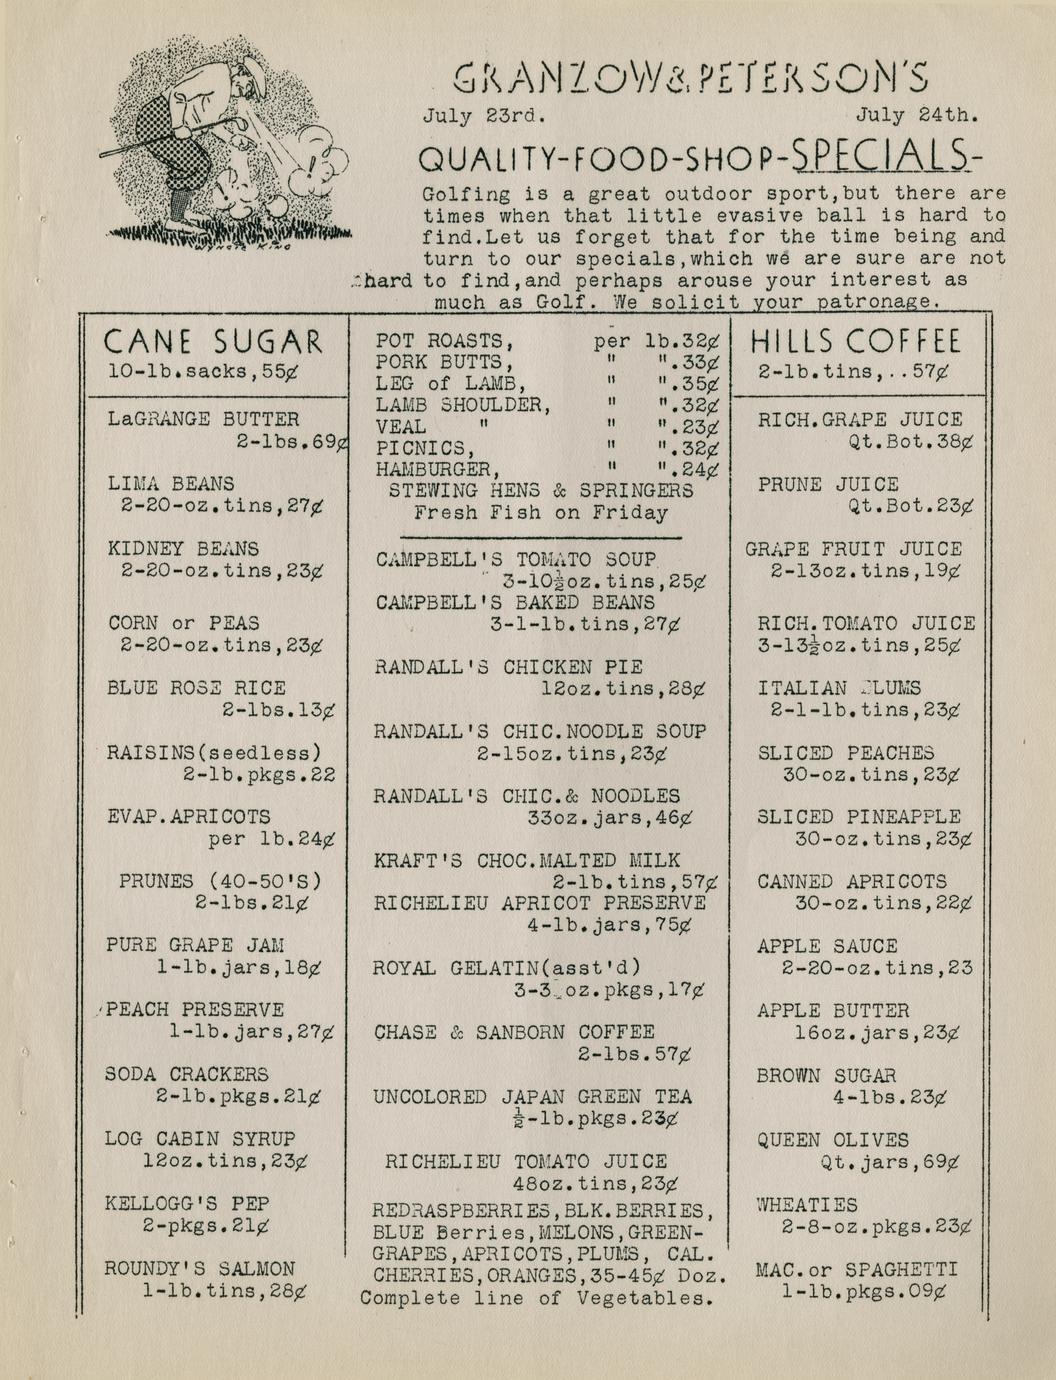 GRANZOW & PETERSON'S
July 23rd. July 24th.
QUALITY-FOOD-SHOP-SPECIALS-
Golfing is a great outdoor sport,but there are
times when that little evasive ball is hard to
find.Let us forget that for the time being and
turn to our specials,which we are sure are not
hard to find,and perhaps arouse your interest as
much as Golf. We solicit your patronage.
CANE SUGAR
10-lb.sacks,55¢
LaGRANGE BUTTER
2-lbs.69¢
LIMA BEANS
2-20-oz.tins,27¢
KIDNEY BEANS
2-20-oz.tins,23¢
CORN or PEAS
2-20-oz.tins,23¢
BLUE ROSE RICE
2-lbs.13¢
RAISINS(seedless)
2-lb.pkgs.22
EVAP.APRICOTS
per lb.24¢
PRUNES (40-50'S)
2-lbs.21¢
PURE GRAPE JAM
1-lb.jars,18¢
PEACH PRESERVE
1-lb.jars,27¢
SODA CRACKERS
2-lb.pkgs.21¢
LOG CABIN SYRUP
12oz.tins,23¢
KELLOGG'S PEP
2-pkgs.21¢
ROUNDY'S SALMON
1-lb.tins,28¢
POT ROASTS, per lb.32¢
PORK BUTTS, " ".33¢
LEG of LAMB, " ".35¢
LAMB SHOULDER, " ".32¢
VEAL " " ".23¢
PICNICS, " ".32¢
HAMBURGER, " ".24¢
STEWING HENS & SPRINGERS
Fresh Fish on Friday
CAMPBELL'S TOMATO SOUP
3-10½oz.tins,25¢
CAMPBELL'S BAKED BEANS
3-1-lb.tins,27¢
RANDALL'S CHICKEN PIE
12oz.tins,28¢
RANDALL'S CHIC.NOODLE SOUP
2-15oz.tins,23¢
RANDALL'S CHIC.& NOODLES
33oz.jars,46¢
KRAFT'S CHOC.MALTED MILK
2-lb.tins,57¢
RICHELIEU APRICOT PRESERVE
4-lb.jars,75¢
ROYAL GELATIN(asst'd)
3-3 oz.pkgs,17¢
CHASE & SANBORN COFFEE
2-lbs.57¢
UNCOLORED JAPAN GREEN TEA
½-lb.pkgs.23¢
RICHELIEU TOMATO JUICE
48oz.tins,23¢
REDRASPBERRIES,BLK.BERRIES,
BLUE Berries,MELONS,GREEN-
GRAPES,APRICOTS,PLUMS, CAL.
CHERRIES,ORANGES,35-45¢ Doz.
Complete line of Vegetables.
HILLS COFFEE
2-lb.tins,..57¢
RICH.GRAPE JUICE
Qt.Bot.38¢
PRUNE JUICE
Qt.Bot.23¢
GRAPE FRUIT JUICE
2-13oz.tins,19¢
RICH.TOMATO JUICE
3-13½oz.tins,25¢
ITALIAN PLUMS
2-1-lb.tins,23¢
SLICED PEACHES
30-oz.tins,23¢
SLICED PINEAPPLE
30-oz.tins,23¢
CANNED APRICOTS
30-oz.tins,22¢
APPLE SAUCE
2-20-oz.tins,23
APPLE BUTTER
16oz.jars,23¢
BROWN SUGAR
4-lbs.23¢
QUEEN OLIVES
Qt.jars,69¢
WHEATIES
2-8-oz.pkgs.23¢
MAC.or SPAGHETTI
1-lb.pkgs.09¢